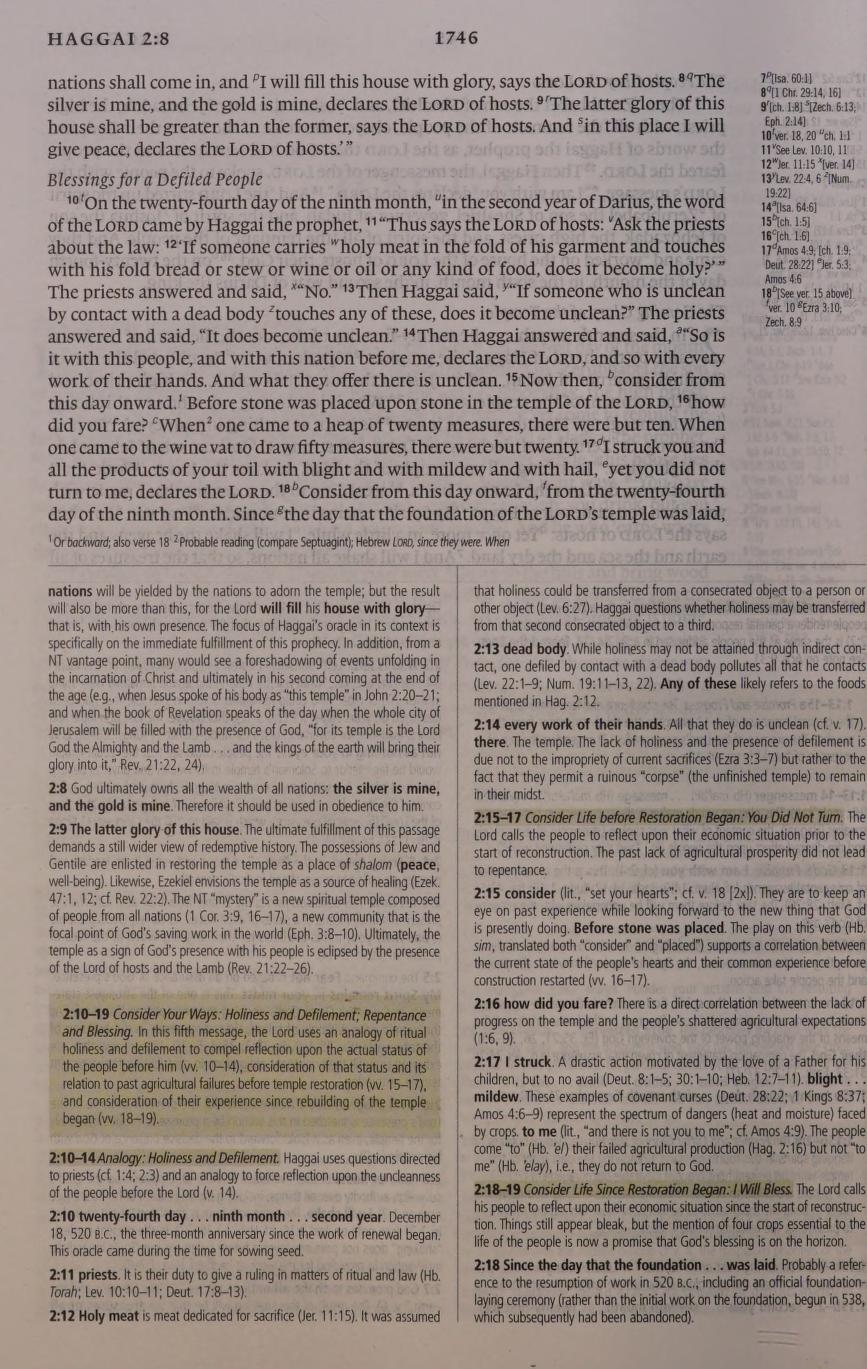 HAGGAI 2:8
1746
nations shall come in, and ᵖI will fill this house with glory, says the LORD of hosts. ⁸ ᑫThe
silver is mine, and the gold is mine, declares the LORD of hosts. ⁹ ʳThe latter glory of this
house shall be greater than the former, says the LORD of hosts. And ˢin this place I will
give peace, declares the LORD of hosts.’”
Blessings for a Defiled People
¹⁰ ᵗOn the twenty-fourth day of the ninth month, ᵘin the second year of Darius, the word
of the LORD came by Haggai the prophet, ¹¹ “Thus says the LORD of hosts: ᵛAsk the priests
about the law: ¹² ‘If someone carries ʷholy meat in the fold of his garment and touches
with his fold bread or stew or wine or oil or any kind of food, does it become holy?’”
The priests answered and said, ˣ“No.” ¹³ Then Haggai said, ʸ“If someone who is unclean
by contact with a dead body ᶻtouches any of these, does it become unclean?” The priests
answered and said, “It does become unclean.” ¹⁴ Then Haggai answered and said, ᵃ“So is
it with this people, and with this nation before me, declares the LORD, and so with every
work of their hands. And what they offer there is unclean. ¹⁵ Now then, ᵇconsider from
this day onward.¹ Before stone was placed upon stone in the temple of the LORD, ¹⁶ how
did you fare? ᶜWhen² one came to a heap of twenty measures, there were but ten. When
one came to the wine vat to draw fifty measures, there were but twenty. ¹⁷ ᵈI struck you and
all the products of your toil with blight and with mildew and with hail, ᵉyet you did not
turn to me, declares the LORD. ¹⁸ ᵇConsider from this day onward, ᶠfrom the twenty-fourth
day of the ninth month. Since ᵍthe day that the foundation of the LORD’s temple was laid,
7ᵖ[Isa. 60:1]
8ᑫ[1 Chr. 29:14, 16]
9ʳ[ch. 1:8] ˢ[Zech. 6:13;
Eph. 2:14]
10ᵗver. 18, 20 ᵘch. 1:1
11ᵛSee Lev. 10:10, 11
12ʷJer. 11:15 ˣ[ver. 14]
13ʸLev. 22:4, 6 ᶻ[Num.
19:22]
14ᵃ[Isa. 64:6]
15ᵇ[ch. 1:5]
16ᶜ[ch. 1:6]
17ᵈAmos 4:9; [ch. 1:9;
Deut. 28:22] ᵉJer. 5:3;
Amos 4:6
18ᵇ[See ver. 15 above]
ᶠver. 10 ᵍEzra 3:10;
Zech. 8:9
¹ Or backward; also verse 18 ² Probable reading (compare Septuagint); Hebrew LORD, since they were. When
nations will be yielded by the nations to adorn the temple; but the result
will also be more than this, for the Lord will fill his house with glory—
that is, with his own presence. The focus of Haggai’s oracle in its context is
specifically on the immediate fulfillment of this prophecy. In addition, from a
NT vantage point, many would see a foreshadowing of events unfolding in
the incarnation of Christ and ultimately in his second coming at the end of
the age (e.g., when Jesus spoke of his body as “this temple” in John 2:20–21;
and when the book of Revelation speaks of the day when the whole city of
Jerusalem will be filled with the presence of God, “for its temple is the Lord
God the Almighty and the Lamb . . . and the kings of the earth will bring their
glory into it,” Rev. 21:22, 24).
2:8 God ultimately owns all the wealth of all nations: the silver is mine,
and the gold is mine. Therefore it should be used in obedience to him.
2:9 The latter glory of this house. The ultimate fulfillment of this passage
demands a still wider view of redemptive history. The possessions of Jew and
Gentile are enlisted in restoring the temple as a place of shalom (peace,
well-being). Likewise, Ezekiel envisions the temple as a source of healing (Ezek.
47:1, 12; cf. Rev. 22:2). The NT “mystery” is a new spiritual temple composed
of people from all nations (1 Cor. 3:9, 16–17), a new community that is the
focal point of God’s saving work in the world (Eph. 3:8–10). Ultimately, the
temple as a sign of God’s presence with his people is eclipsed by the presence
of the Lord of hosts and the Lamb (Rev. 21:22–26).
2:10–19 Consider Your Ways: Holiness and Defilement; Repentance
and Blessing. In this fifth message, the Lord uses an analogy of ritual
holiness and defilement to compel reflection upon the actual status of
the people before him (vv. 10–14), consideration of that status and its
relation to past agricultural failures before temple restoration (vv. 15–17),
and consideration of their experience since rebuilding of the temple
began (vv. 18–19).
2:10–14 Analogy: Holiness and Defilement. Haggai uses questions directed
to priests (cf. 1:4; 2:3) and an analogy to force reflection upon the uncleanness
of the people before the Lord (v. 14).
2:10 twenty-fourth day . . . ninth month . . . second year. December
18, 520 B.C., the three-month anniversary since the work of renewal began.
This oracle came during the time for sowing seed.
2:11 priests. It is their duty to give a ruling in matters of ritual and law (Hb.
Torah; Lev. 10:10–11; Deut. 17:8–13).
2:12 Holy meat is meat dedicated for sacrifice (Jer. 11:15). It was assumed
that holiness could be transferred from a consecrated object to a person or
other object (Lev. 6:27). Haggai questions whether holiness may be transferred
from that second consecrated object to a third.
2:13 dead body. While holiness may not be attained through indirect con-
tact, one defiled by contact with a dead body pollutes all that he contacts
(Lev. 22:1–9; Num. 19:11–13, 22). Any of these likely refers to the foods
mentioned in Hag. 2:12.
2:14 every work of their hands. All that they do is unclean (cf. v. 17).
there. The temple. The lack of holiness and the presence of defilement is
due not to the impropriety of current sacrifices (Ezra 3:3–7) but rather to the
fact that they permit a ruinous “corpse” (the unfinished temple) to remain
in their midst.
2:15–17 Consider Life before Restoration Began: You Did Not Turn. The
Lord calls the people to reflect upon their economic situation prior to the
start of reconstruction. The past lack of agricultural prosperity did not lead
to repentance.
2:15 consider (lit., “set your hearts”; cf. v. 18 [2x]). They are to keep an
eye on past experience while looking forward to the new thing that God
is presently doing. Before stone was placed. The play on this verb (Hb.
sim, translated both “consider” and “placed”) supports a correlation between
the current state of the people’s hearts and their common experience before
construction restarted (vv. 16–17).
2:16 how did you fare? There is a direct correlation between the lack of
progress on the temple and the people’s shattered agricultural expectations
(1:6, 9).
2:17 I struck. A drastic action motivated by the love of a Father for his
children, but to no avail (Deut. 8:1–5; 30:1–10; Heb. 12:7–11). blight . . .
mildew. These examples of covenant curses (Deut. 28:22; 1 Kings 8:37;
Amos 4:6–9) represent the spectrum of dangers (heat and moisture) faced
by crops. to me (lit., “and there is not you to me”; cf. Amos 4:9). The people
come “to” (Hb. ’el) their failed agricultural production (Hag. 2:16) but not “to
me” (Hb. ’elay), i.e., they do not return to God.
2:18–19 Consider Life Since Restoration Began: I Will Bless. The Lord calls
his people to reflect upon their economic situation since the start of reconstruc-
tion. Things still appear bleak, but the mention of four crops essential to the
life of the people is now a promise that God’s blessing is on the horizon.
2:18 Since the day that the foundation . . . was laid. Probably a refer-
ence to the resumption of work in 520 B.C., including an official foundation-
laying ceremony (rather than the initial work on the foundation, begun in 538,
which subsequently had been abandoned).